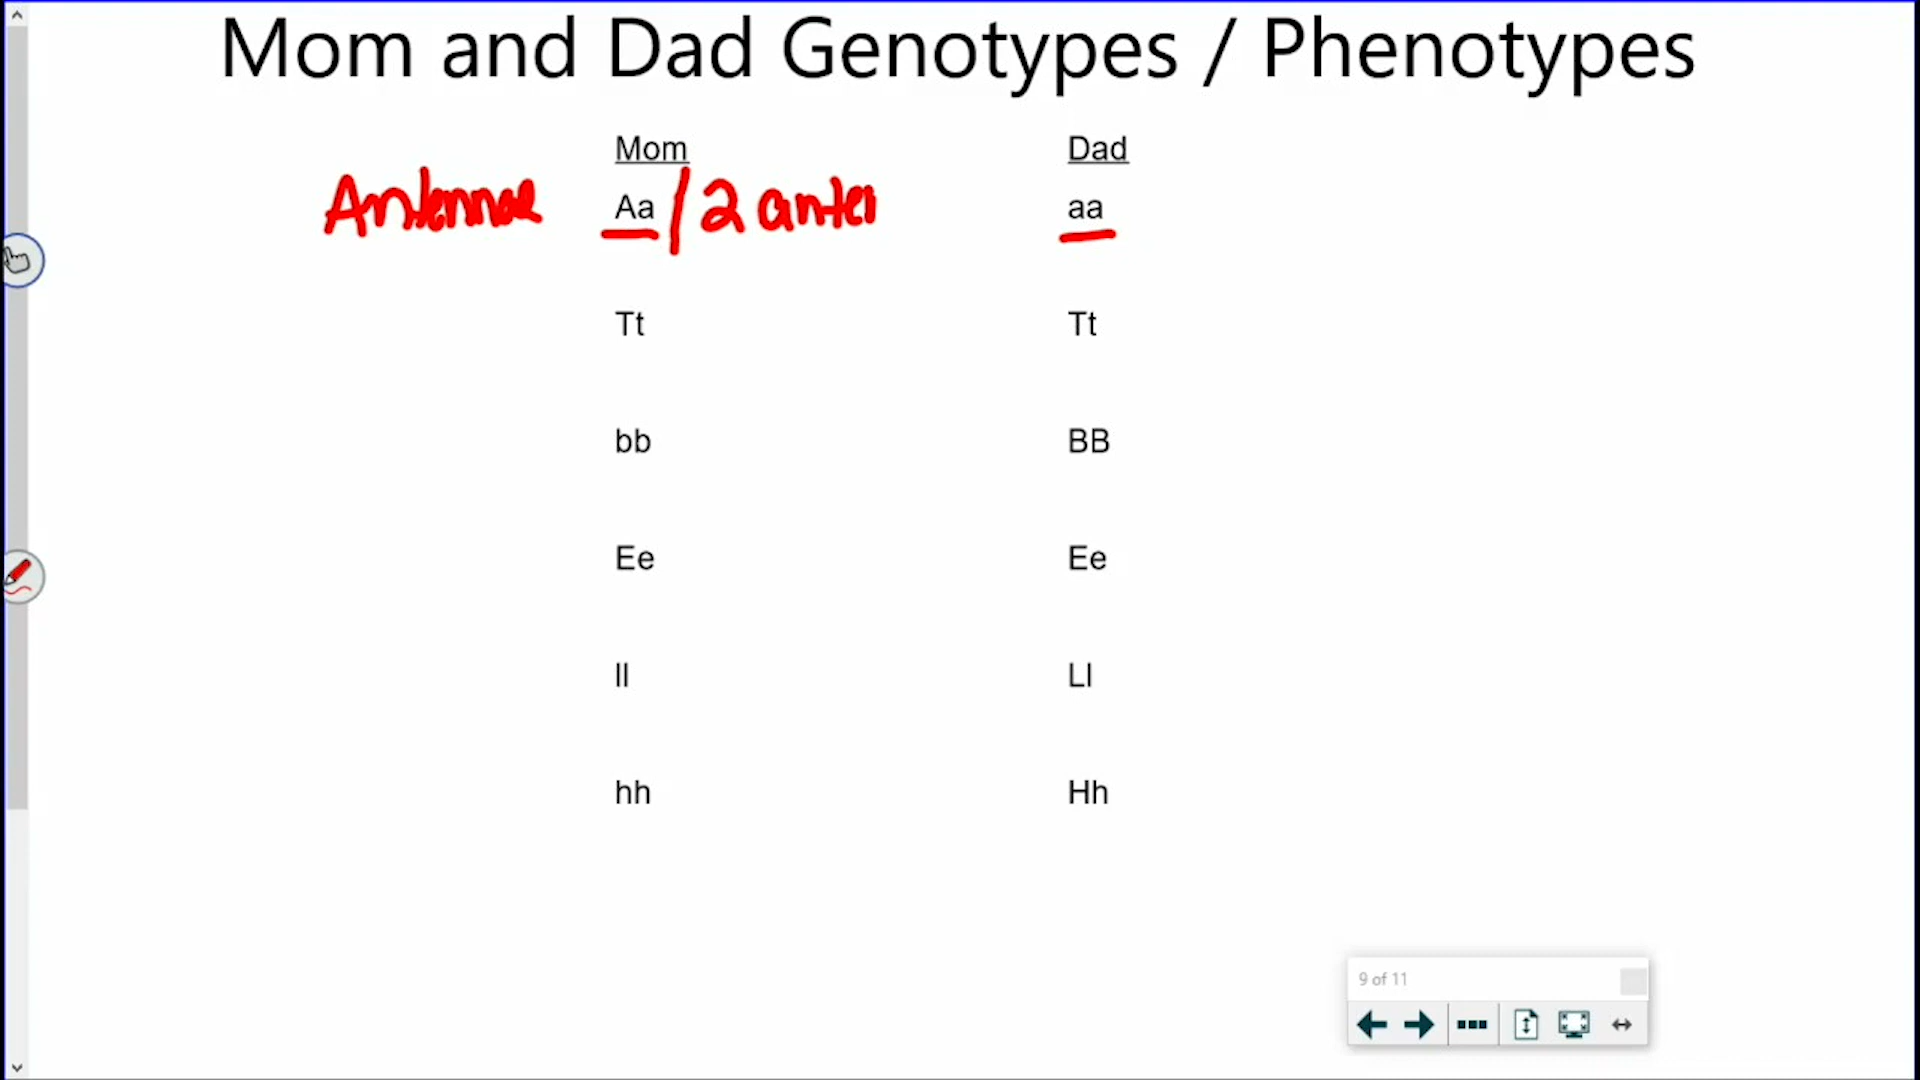 Mom and Dad Genotypes / Phenotypes
Mom Dad
Antennae Aa / 2 anten aa
Tt Tt
bb BB
Ee Ee
ll Ll
hh Hh
9 of 11